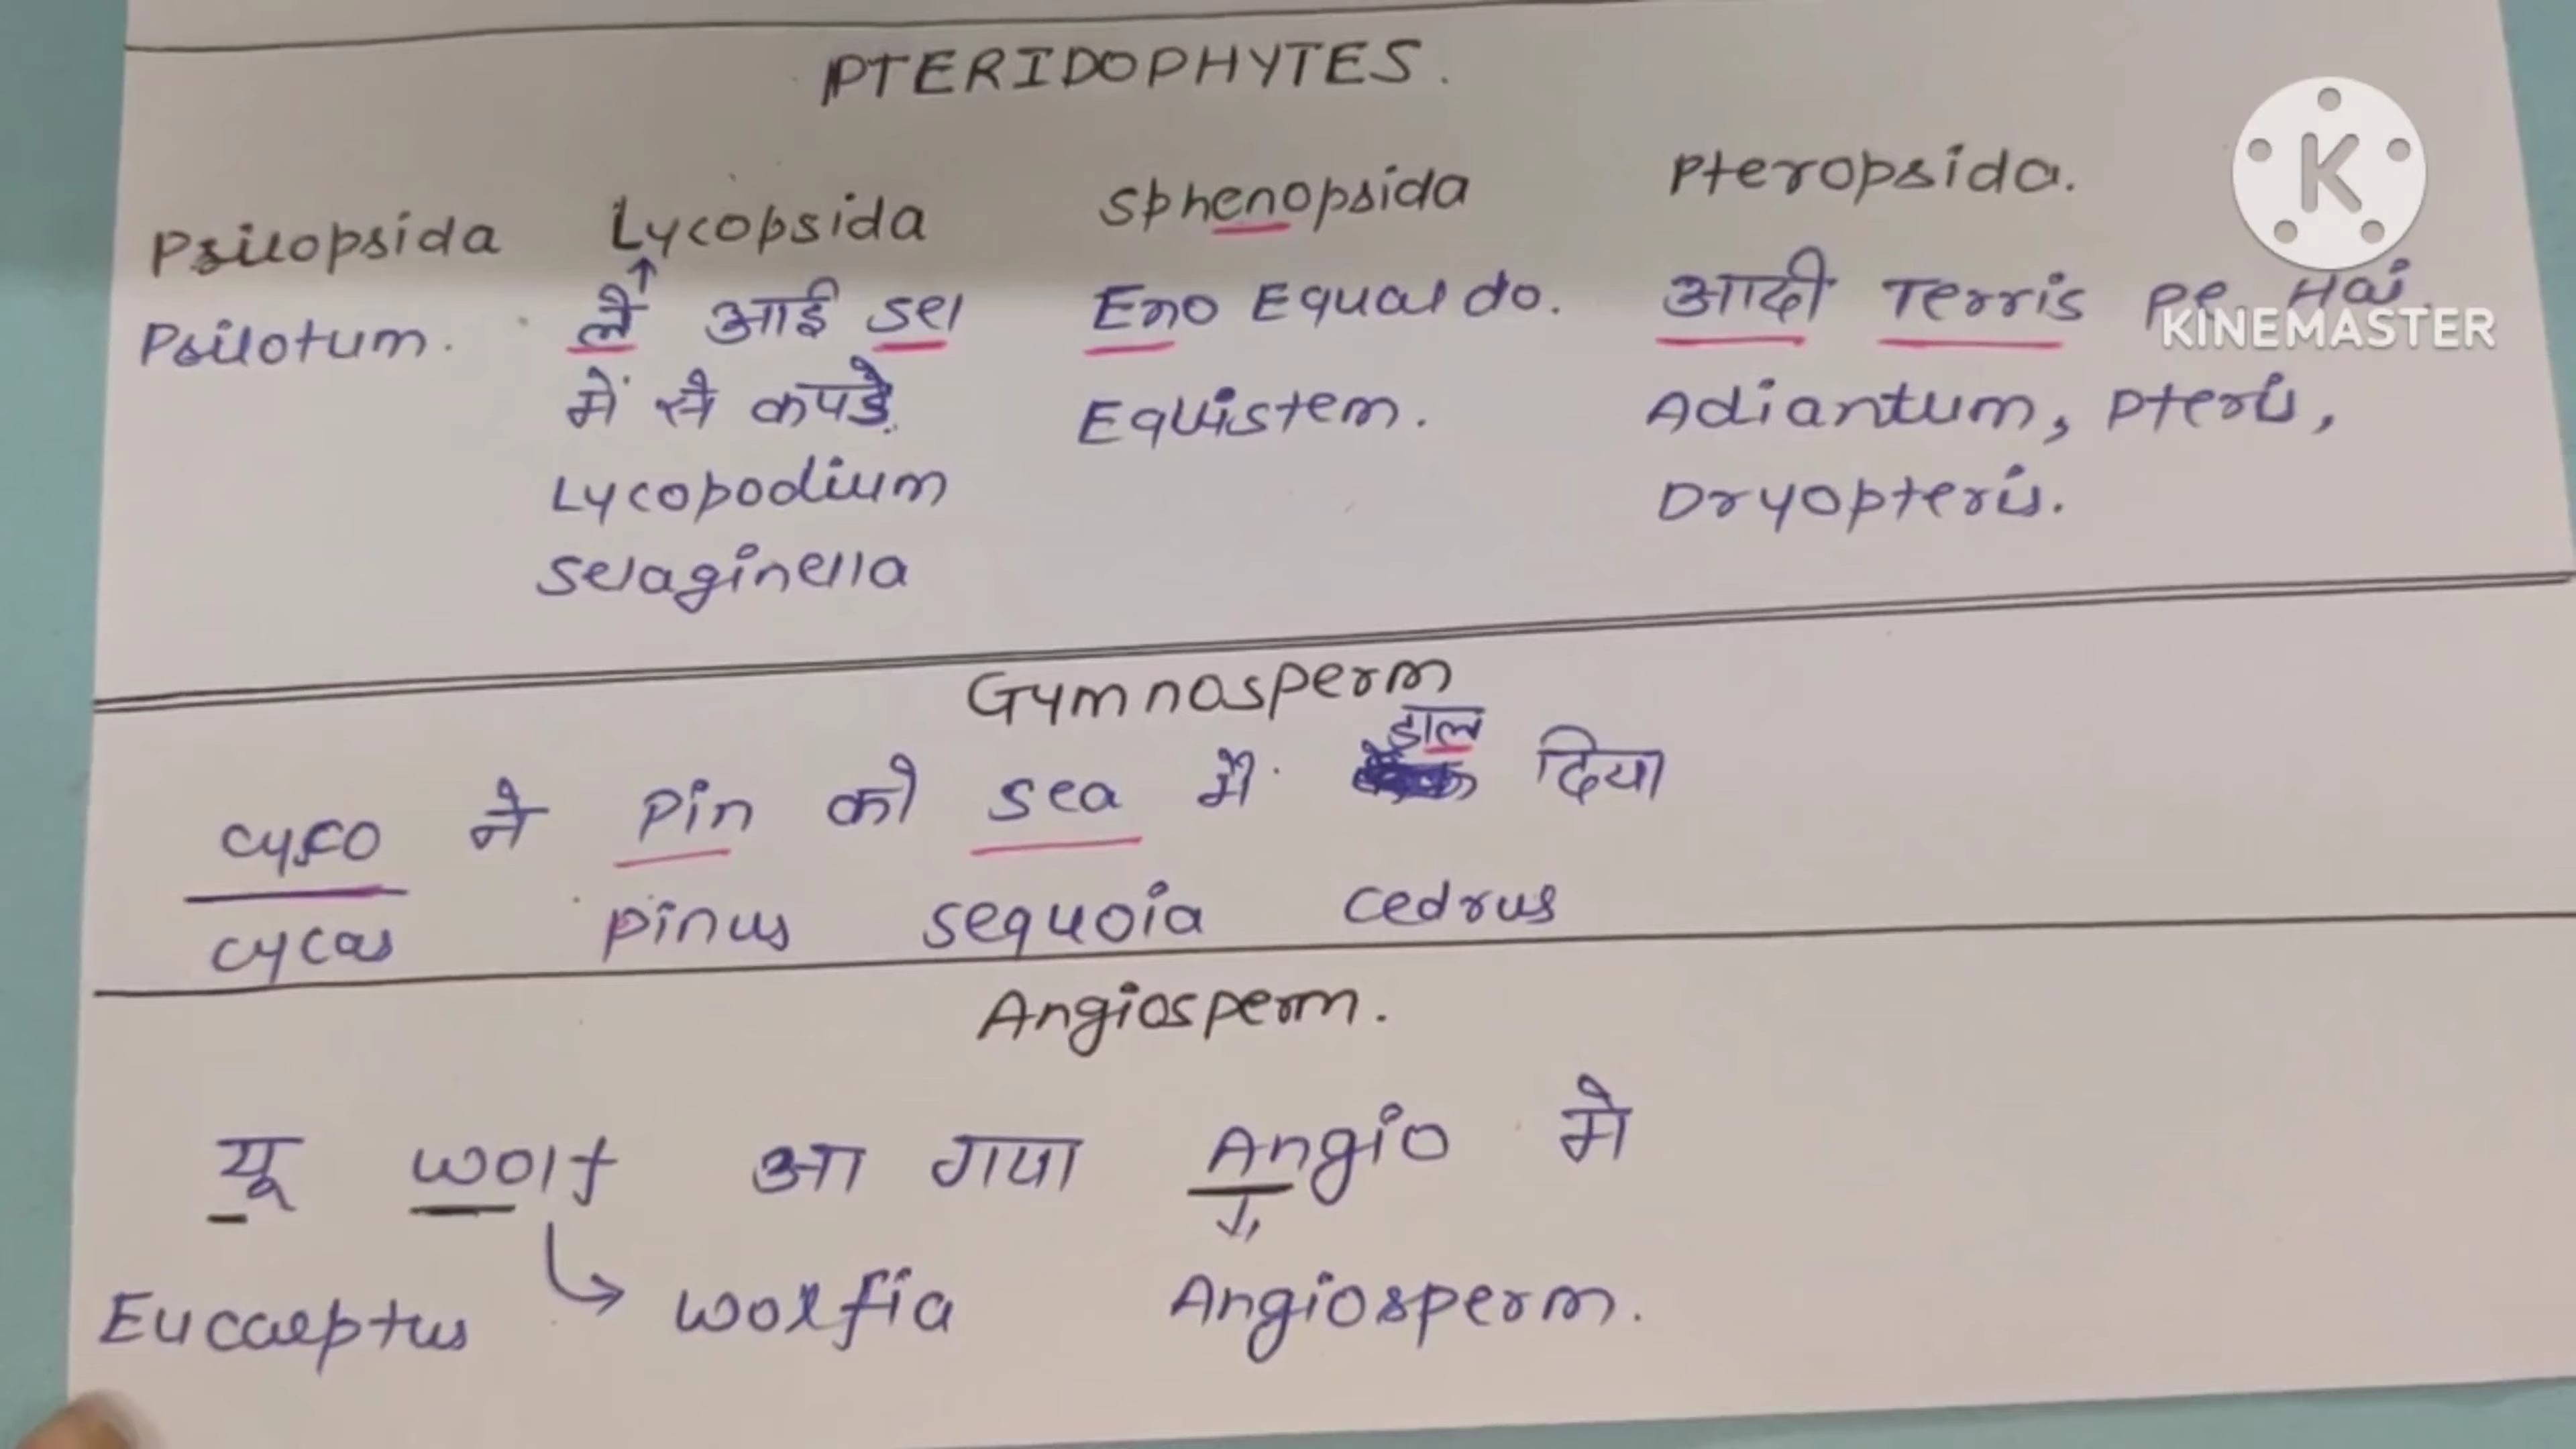 PTERIDOPHYTES.
Psilopsida Lycopsida Sphenopsida Pteropsida.
Psilotum. लै आई sel Eno Equal do. आदी Terris pe Hai.
KINEMASTER
में से कपडे. Equistem. Adiantum, Pteris,
Lycopodium Dryopteris.
Selaginella
Gymnosperm
डाल
cyco ने Pin को sea में दिया
cycas pinus sequoia cedrus
Angiosperm.
यू wolf आ गया Angio मे
Eucaeptus wolfia Angiosperm.